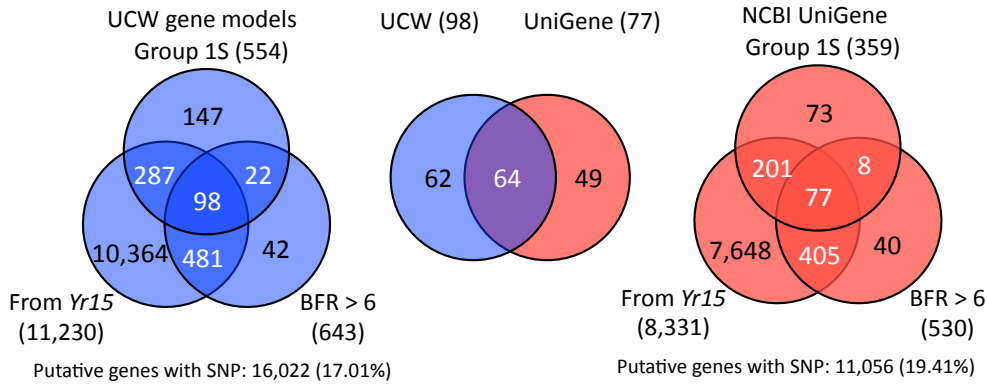 UCW gene models
Group 1S (554)
147
287
22
98
10,364
481
42
From Yr15
(11,230)
BFR > 6
(643)
Putative genes with SNP: 16,022 (17.01%)
UCW (98)
UniGene (77)
62
64
49
NCBI UniGene
Group 1S (359)
73
201
8
77
7,648
405
40
From Yr15
(8,331)
BFR > 6
(530)
Putative genes with SNP: 11,056 (19.41%)